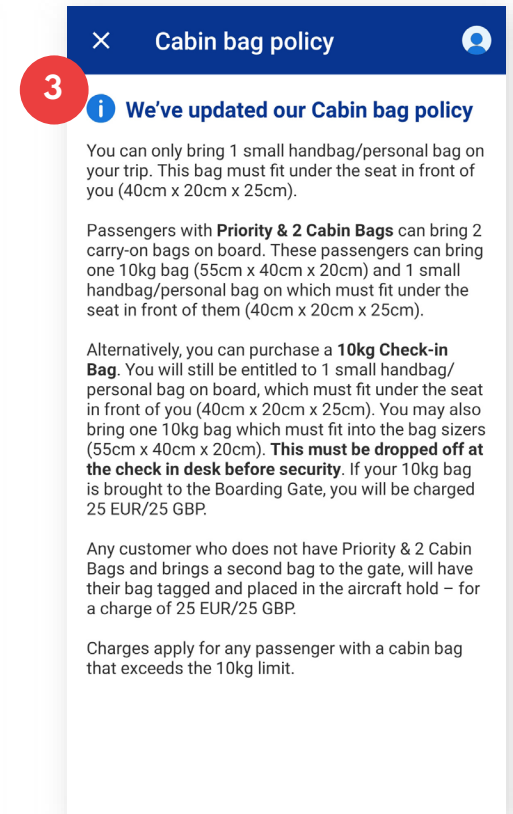 Cabin bag policy
3
We’ve updated our Cabin bag policy
You can only bring 1 small handbag/personal bag on
your trip. This bag must fit under the seat in front of
you (40cm x 20cm x 25cm).
Passengers with Priority & 2 Cabin Bags can bring 2
carry-on bags on board. These passengers can bring
one 10kg bag (55cm x 40cm x 20cm) and 1 small
handbag/personal bag on which must fit under the
seat in front of them (40cm x 20cm x 25cm).
Alternatively, you can purchase a 10kg Check-in
Bag. You will still be entitled to 1 small handbag/
personal bag on board, which must fit under the seat
in front of you (40cm x 20cm x 25cm). You may also
bring one 10kg bag which must fit into the bag sizers
(55cm x 40cm x 20cm). This must be dropped off at
the check in desk before security. If your 10kg bag
is brought to the Boarding Gate, you will be charged
25 EUR/25 GBP.
Any customer who does not have Priority & 2 Cabin
Bags and brings a second bag to the gate, will have
their bag tagged and placed in the aircraft hold – for
a charge of 25 EUR/25 GBP.
Charges apply for any passenger with a cabin bag
that exceeds the 10kg limit.